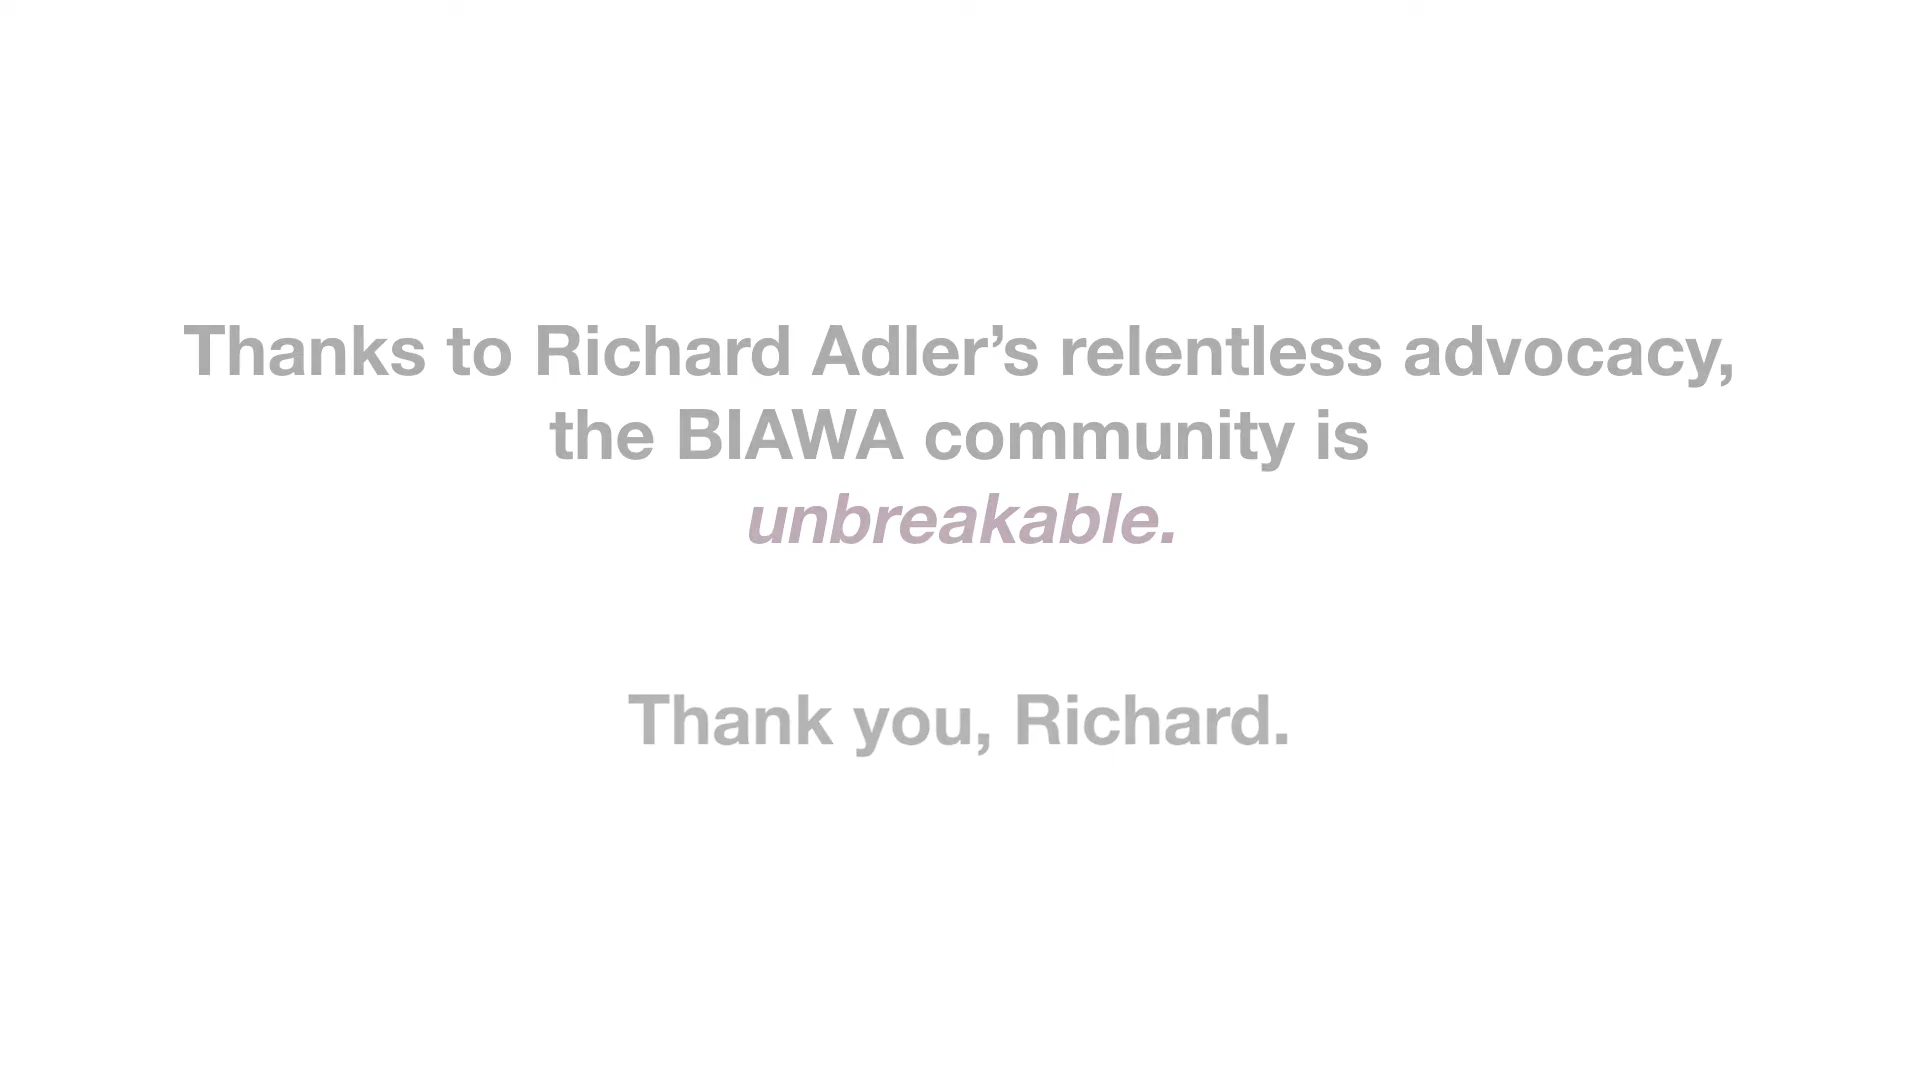 Thanks to Richard Adler’s relentless advocacy,
the BIAWA community is
unbreakable.
Thank you, Richard.